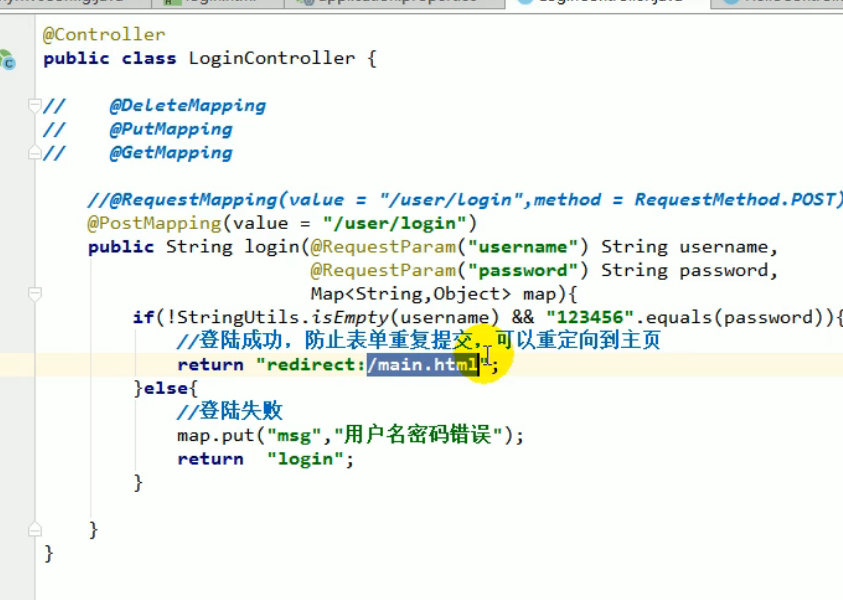 @Controller
public class LoginController {
//    @DeleteMapping
//    @PutMapping
//    @GetMapping
//@RequestMapping(value = "/user/login",method = RequestMethod.POST)
@PostMapping(value = "/user/login")
public String login(@RequestParam("username") String username,
@RequestParam("password") String password,
Map<String,Object> map){
if(!StringUtils.isEmpty(username) && "123456".equals(password)){
//登陆成功，防止表单重复提交，可以重定向到主页
return "redirect:/main.html";
}else{
//登陆失败
map.put("msg","用户名密码错误");
return  "login";
}
}
}